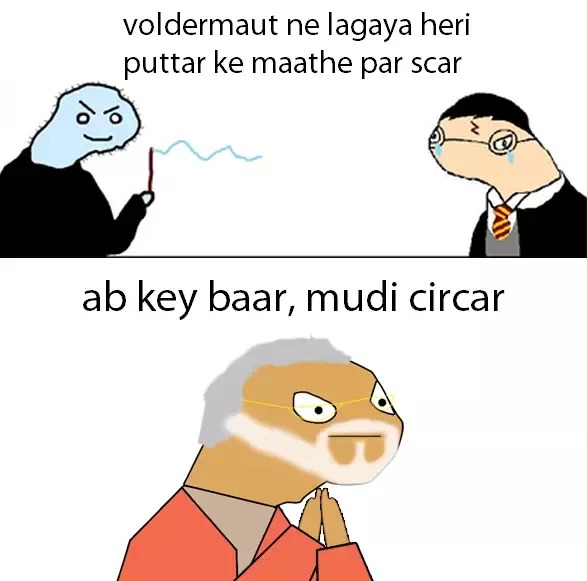 voldermaut ne lagaya heri
puttar ke maathe par scar
ab key baar, mudi circar